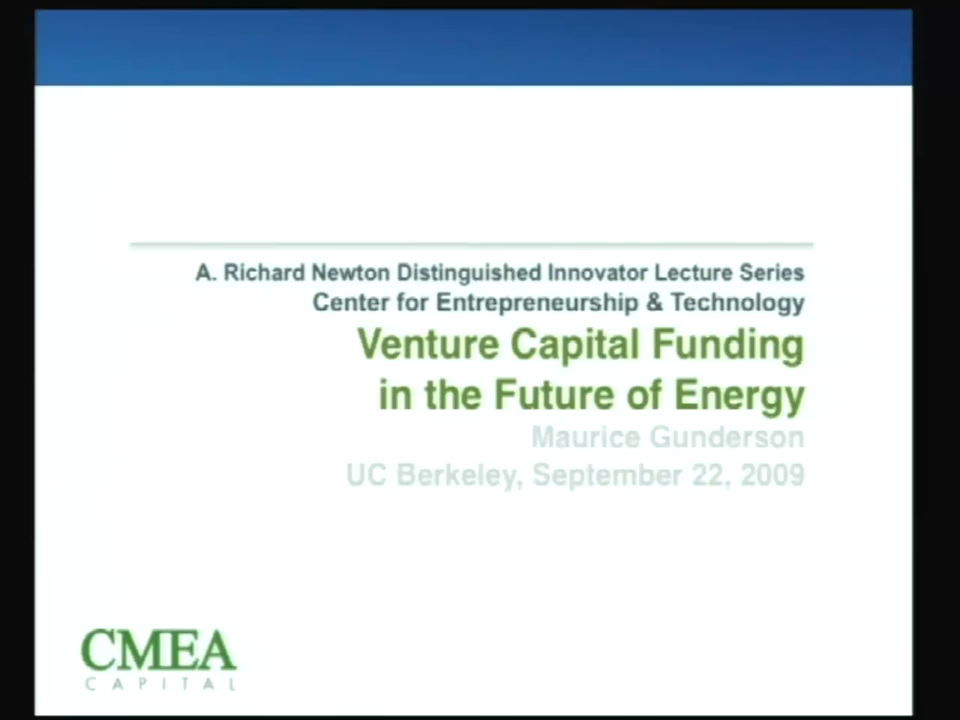 A. Richard Newton Distinguished Innovator Lecture Series
Center for Entrepreneurship & Technology
Venture Capital Funding
in the Future of Energy
Maurice Gunderson
UC Berkeley, September 22, 2009
CMEA
CAPITAL